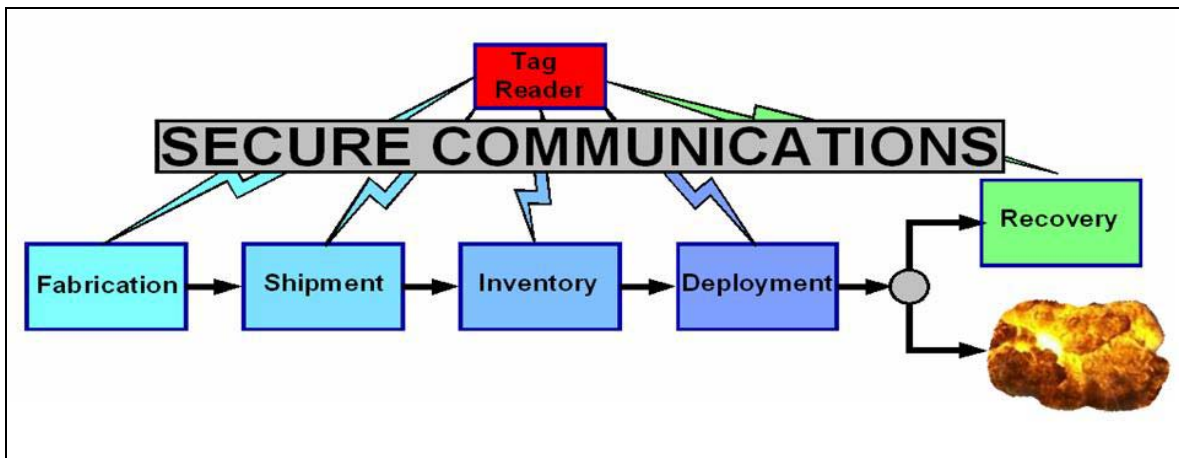 Tag
Reader
SECURE COMMUNICATIONS
Recovery
Fabrication
Shipment
Inventory
Deployment